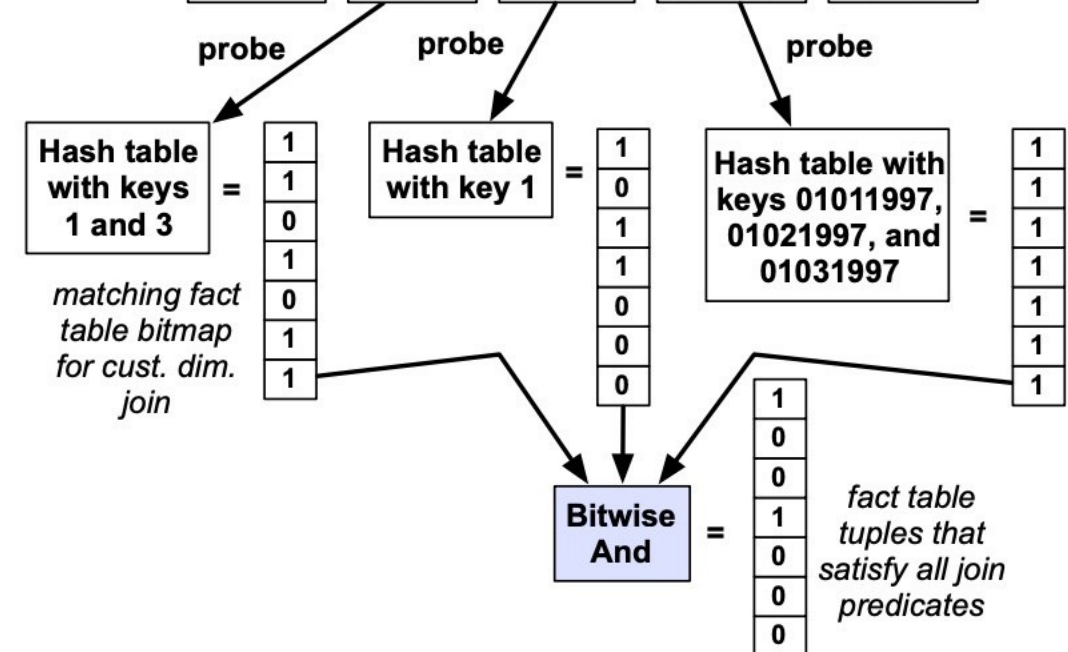 probe
probe
probe
Hash table
with keys
1 and 3
=
1
1
0
1
0
1
1
matching fact
table bitmap
for cust. dim.
join
Hash table
with key 1
=
1
0
1
1
0
0
0
Hash table with
keys 01011997,
01021997, and
01031997
=
1
1
1
1
1
1
1
Bitwise
And
=
1
0
0
1
0
0
0
fact table
tuples that
satisfy all join
predicates